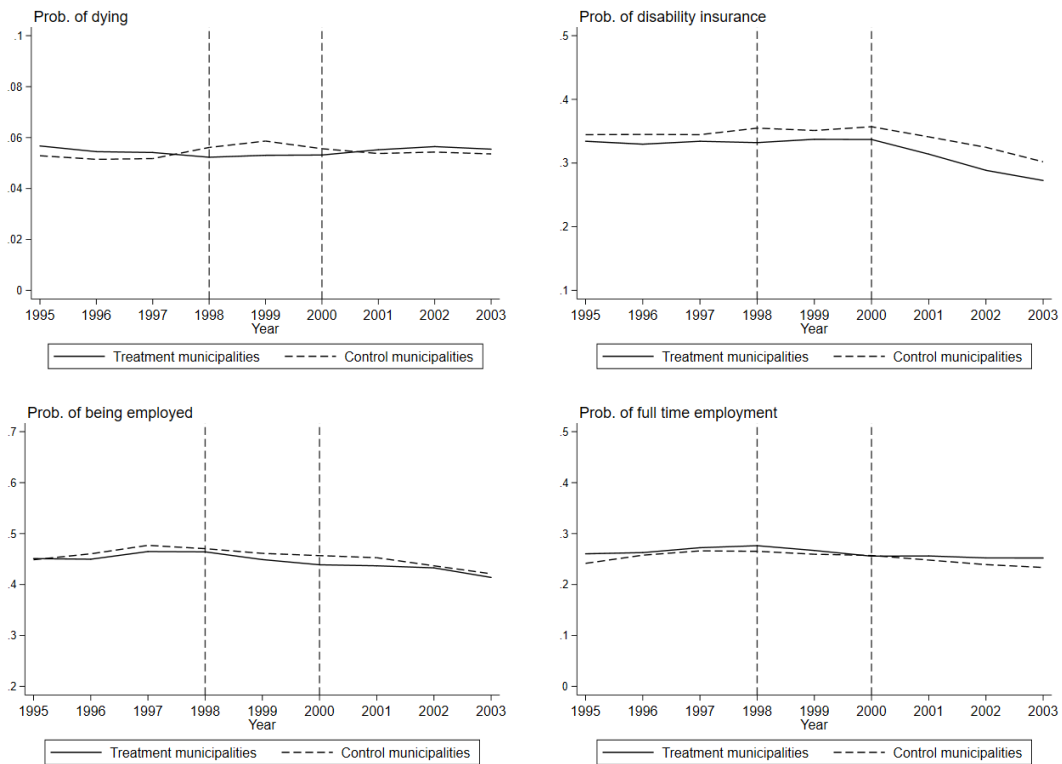 Prob. of dying
.1
.08
.06
.04
.02
0
1995 1996 1997 1998 1999 2000 2001 2002 2003
Year
Treatment municipalities Control municipalities
Prob. of disability insurance
.5
.4
.3
.2
.1
1995 1996 1997 1998 1999 2000 2001 2002 2003
Year
Treatment municipalities Control municipalities
Prob. of being employed
.7
.6
.5
.4
.3
.2
1995 1996 1997 1998 1999 2000 2001 2002 2003
Year
Treatment municipalities Control municipalities
Prob. of full time employment
.5
.4
.3
.2
.1
0
1995 1996 1997 1998 1999 2000 2001 2002 2003
Year
Treatment municipalities Control municipalities